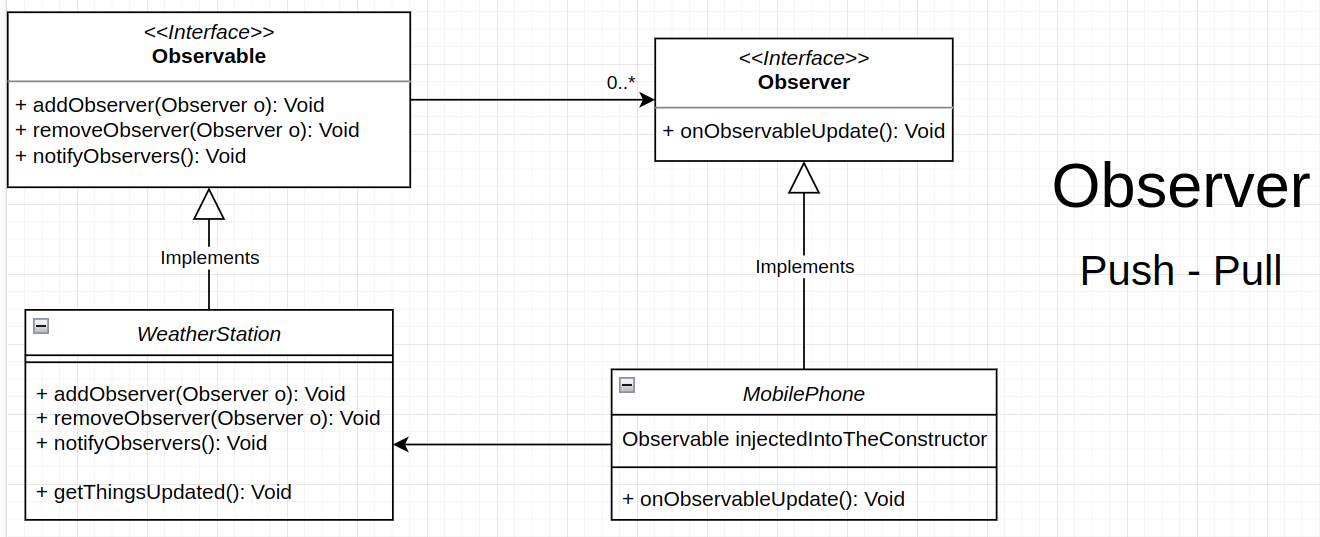 <<Interface>>
Observable
+ addObserver(Observer o): Void
+ removeObserver(Observer o): Void
+ notifyObservers(): Void
0..*
<<Interface>>
Observer
+ onObservableUpdate(): Void
Observer
Push - Pull
Implements
Implements
WeatherStation
+ addObserver(Observer o): Void
+ removeObserver(Observer o): Void
+ notifyObservers(): Void
+ getThingsUpdated(): Void
MobilePhone
Observable injectedIntoTheConstructor
+ onObservableUpdate(): Void